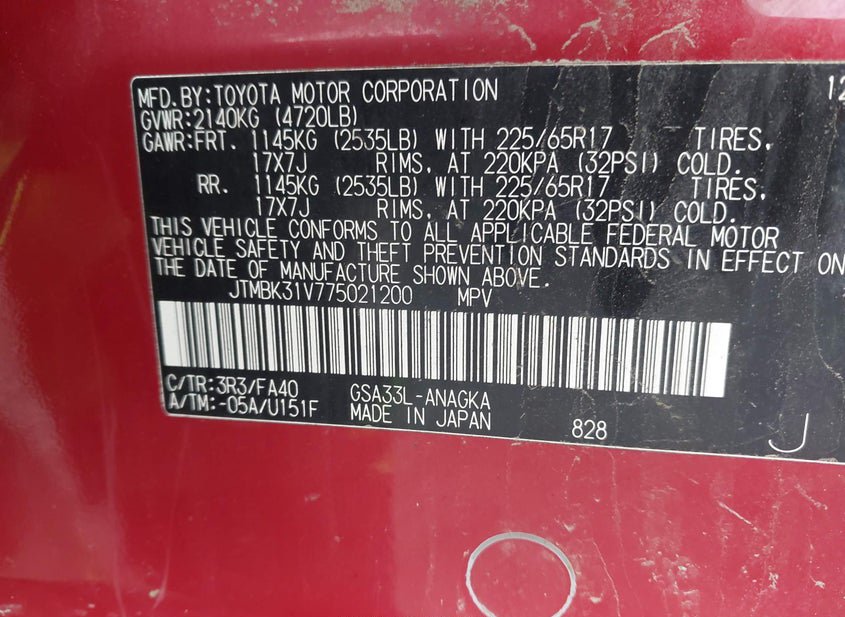 MFD.BY:TOYOTA MOTOR CORPORATION 12
GVWR:2140KG (4720LB)
GAWR:FRT. 1145KG (2535LB) WITH 225/65R17 TIRES,
17X7J RIMS, AT 220KPA (32PSI) COLD.
RR. 1145KG (2535LB) WITH 225/65R17 TIRES,
17X7J RIMS, AT 220KPA (32PSI) COLD.
THIS VEHICLE CONFORMS TO ALL APPLICABLE FEDERAL MOTOR
VEHICLE SAFETY AND THEFT PREVENTION STANDARDS IN EFFECT ON
THE DATE OF MANUFACTURE SHOWN ABOVE.
JTMBK31V775021200 MPV
C/TR:3R3/FA40 GSA33L-ANAGKA
A/TM:-05A/U151F MADE IN JAPAN 828 J